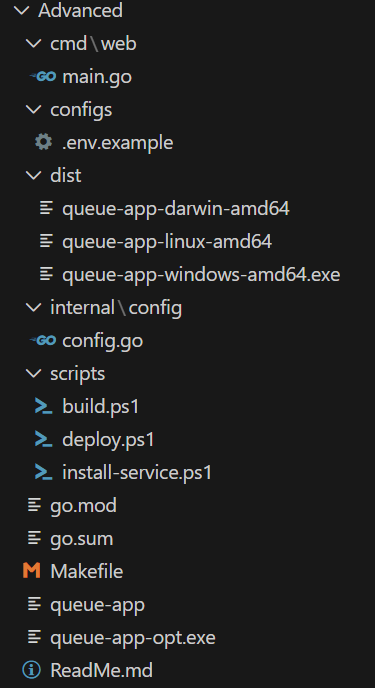 Advanced
cmd\web
GO main.go
configs
.env.example
dist
queue-app-darwin-amd64
queue-app-linux-amd64
queue-app-windows-amd64.exe
internal\config
GO config.go
scripts
build.ps1
deploy.ps1
install-service.ps1
go.mod
go.sum
M Makefile
queue-app
queue-app-opt.exe
ReadMe.md